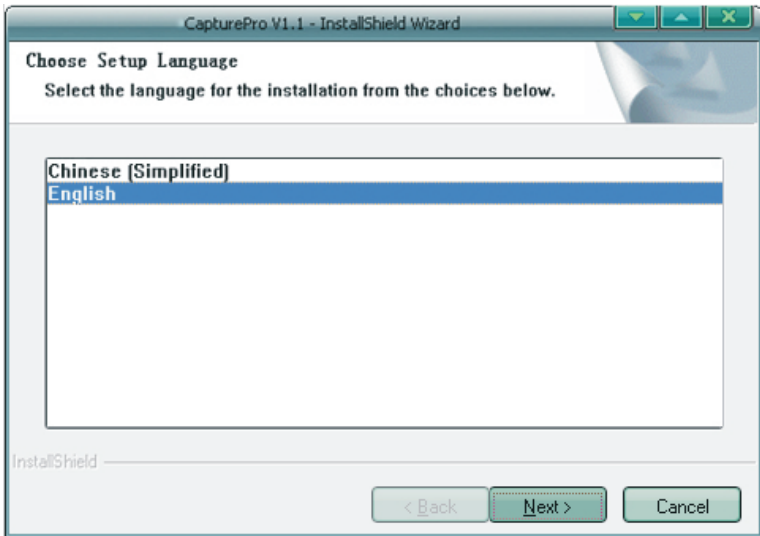 CapturePro V1.1 - InstallShield Wizard
Choose Setup Language
Select the language for the installation from the choices below.
Chinese (Simplified)
English
InstallShield
< Back
Next >
Cancel